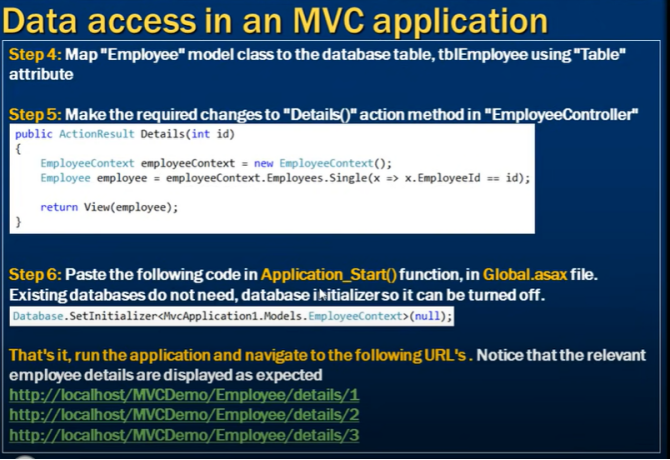 Data access in an MVC application
Step 4: Map "Employee" model class to the database table, tblEmployee using "Table"
attribute
Step 5: Make the required changes to "Details()" action method in "EmployeeController"
public ActionResult Details(int id)
{
    EmployeeContext employeeContext = new EmployeeContext();
    Employee employee = employeeContext.Employees.Single(x => x.EmployeeId == id);
    return View(employee);
}
Step 6: Paste the following code in Application_Start() function, in Global.asax file.
Existing databases do not need, database initializer so it can be turned off.
Database.SetInitializer<MvcApplication1.Models.EmployeeContext>(null);
That's it, run the application and navigate to the following URL's . Notice that the relevant
employee details are displayed as expected
http://localhost/MVCDemo/Employee/details/1
http://localhost/MVCDemo/Employee/details/2
http://localhost/MVCDemo/Employee/details/3